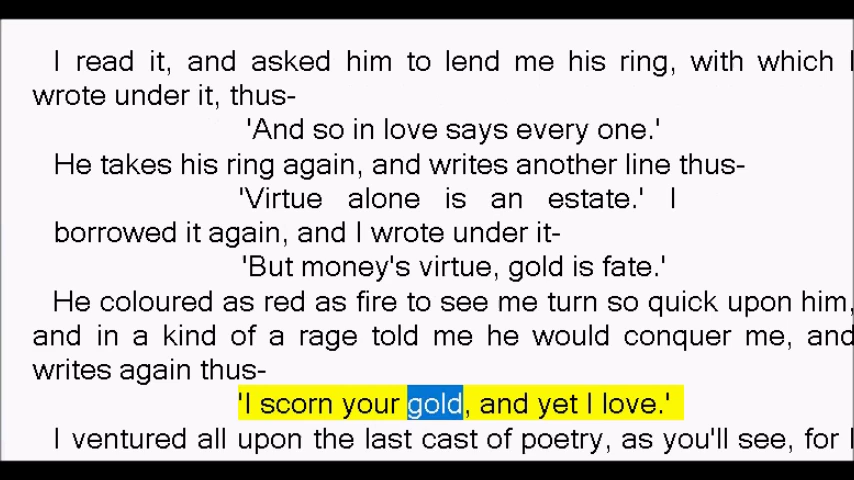 I read it, and asked him to lend me his ring, with which I
wrote under it, thus-
'And so in love says every one.'
He takes his ring again, and writes another line thus-
'Virtue alone is an estate.' I
borrowed it again, and I wrote under it-
'But money's virtue, gold is fate.'
He coloured as red as fire to see me turn so quick upon him,
and in a kind of a rage told me he would conquer me, and
writes again thus-
'I scorn your gold, and yet I love.'
I ventured all upon the last cast of poetry, as you'll see, for I